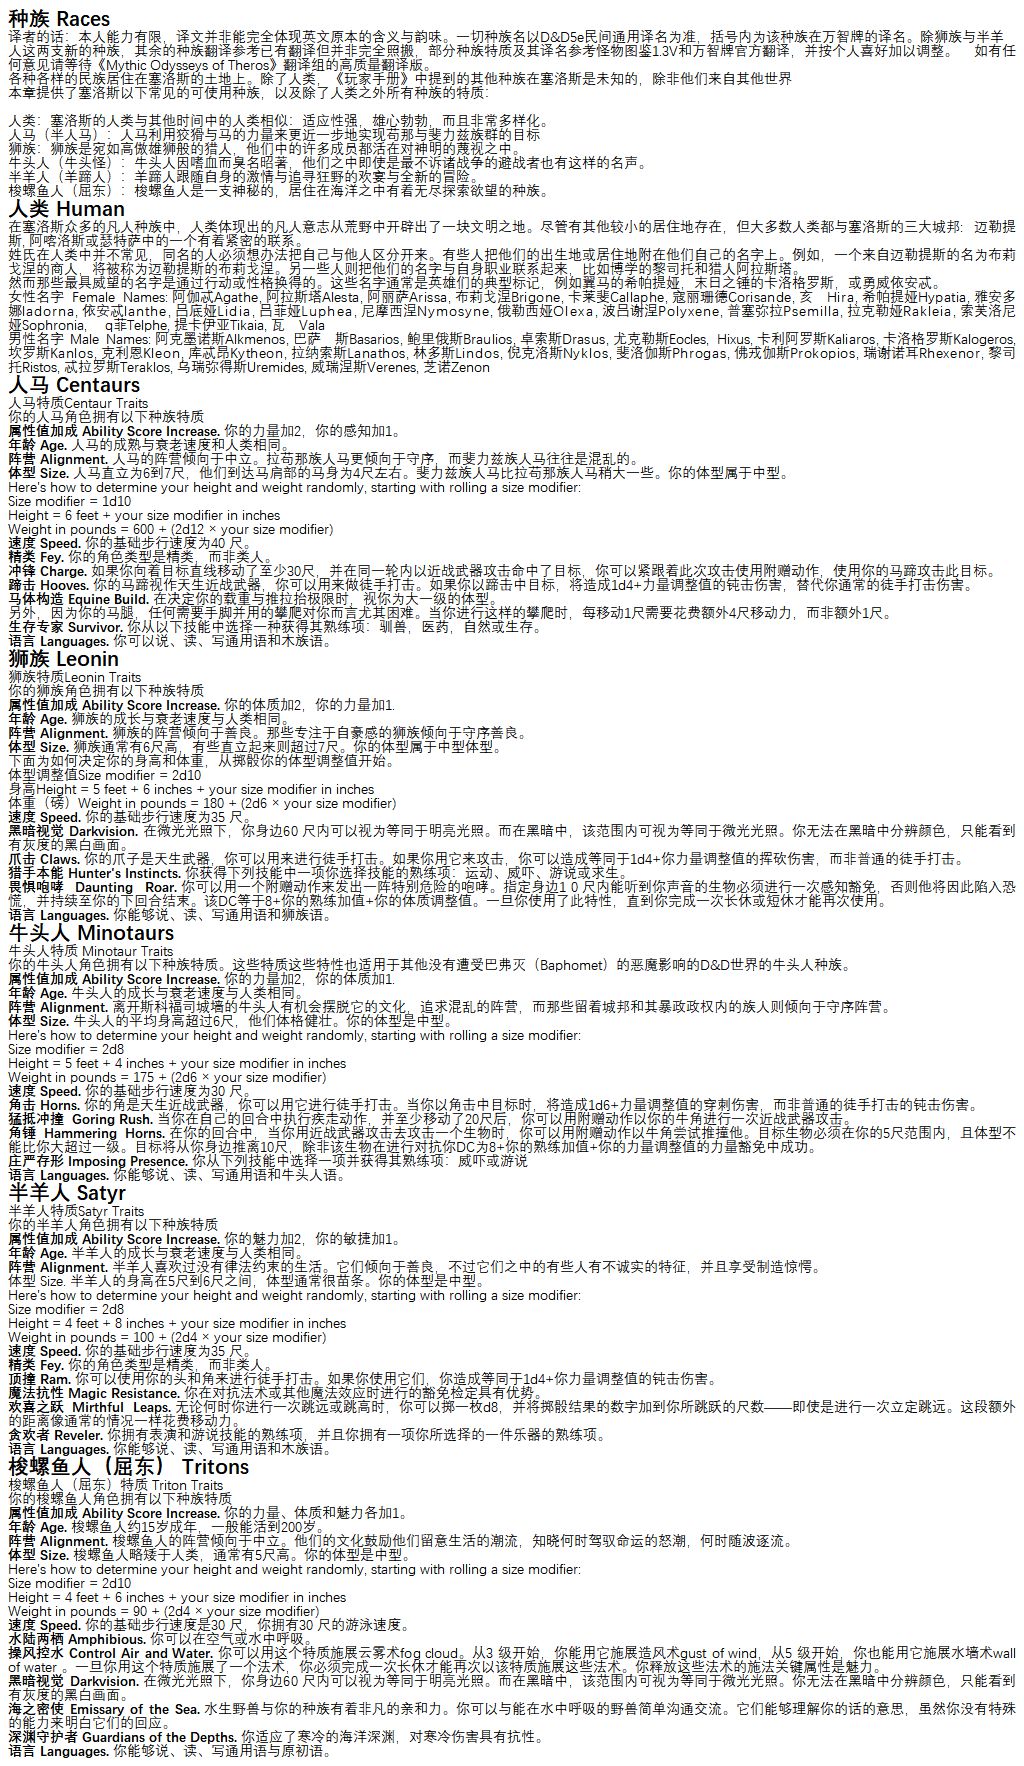 种族 Races
译者的话：本人能力有限，译文并非能完全体现英文原本的含义与韵味。一切种族名以D&D5e民间通用译名为准，括号内为该种族在万智牌的译名。除狮族与半羊
人这两支新的种族，其余的种族翻译参考已有翻译但并非完全照搬，部分种族特质及其译名参考怪物图鉴1.3V和万智牌官方翻译，并按个人喜好加以调整。 如有任
何意见请等待《Mythic Odysseys of Theros》翻译组的高质量翻译版。
各种各样的民族居住在塞洛斯的土地上。除了人类，《玩家手册》中提到的其他种族在塞洛斯是未知的，除非他们来自其他世界
本章提供了塞洛斯以下常见的可使用种族，以及除了人类之外所有种族的特质：
人类：塞洛斯的人类与其他时间中的人类相似：适应性强，雄心勃勃，而且非常多样化。
人马（半人马）：人马利用狡猾与马的力量来更近一步地实现苟那与斐力兹族群的目标
狮族：狮族是宛如高傲雄狮般的猎人，他们中的许多成员都活在对神明的蔑视之中。
牛头人（牛头怪）：牛头人因嗜血而臭名昭著，他们之中即使是最不诉诸战争的避战者也有这样的名声。
半羊人（羊蹄人）：羊蹄人跟随自身的激情与追寻狂野的欢宴与全新的冒险。
梭螺鱼人（屈东）：梭螺鱼人是一支神秘的，居住在海洋之中有着无尽探索欲望的种族。
人类 Human
在塞洛斯众多的凡人种族中，人类体现出的凡人意志从荒野中开辟出了一块文明之地。尽管有其他较小的居住地存在，但大多数人类都与塞洛斯的三大城邦：迈勒提
斯, 阿喀洛斯或瑟特萨中的一个有着紧密的联系。
姓氏在人类中并不常见，同名的人必须想办法把自己与他人区分开来。有些人把他们的出生地或居住地附在他们自己的名字上。例如，一个来自迈勒提斯的名为布莉
戈涅的商人，将被称为迈勒提斯的布莉戈涅。另一些人则把他们的名字与自身职业联系起来，比如博学的黎司托和猎人阿拉斯塔。
然而那些最具威望的名字是通过行动或性格换得的。这些名字通常是英雄们的典型标记，例如翼马的希帕提娅，末日之锤的卡洛格罗斯，或勇威依安忒。
女性名字 Female Names: 阿伽忒Agathe, 阿拉斯塔Alesta, 阿丽萨Arissa, 布莉戈涅Brigone, 卡莱斐Callaphe, 寇丽珊德Corisande, 亥 Hira, 希帕提娅Hypatia, 雅安多
娜Iadorna, 依安忒Ianthe, 吕底娅Lidia, 吕菲娅Luphea, 尼摩西涅Nymosyne, 俄勒西娅Olexa, 波吕谢涅Polyxene, 普塞弥拉Psemilla, 拉克勒娅Rakleia, 索芙洛尼
娅Sophronia, q菲Telphe, 提卡伊亚Tikaia, 瓦 Vala
男性名字 Male Names: 阿克墨诺斯Alkmenos, 巴萨 斯Basarios, 鲍里俄斯Braulios, 卓索斯Drasus, 尤克勒斯Eocles, Hixus, 卡利阿罗斯Kaliaros, 卡洛格罗斯Kalogeros,
坎罗斯Kanlos, 克利恩Kleon, 库忒昂Kytheon, 拉纳索斯Lanathos, 林多斯Lindos, 倪克洛斯Nyklos, 斐洛伽斯Phrogas, 佛戎伽斯Prokopios, 瑞谢诺耳Rhexenor, 黎司
托Ristos, 忒拉罗斯Teraklos, 乌瑞弥得斯Uremides, 威瑞涅斯Verenes, 芝诺Zenon
人马 Centaurs
人马特质Centaur Traits
你的人马角色拥有以下种族特质
属性值加成 Ability Score Increase. 你的力量加2，你的感知加1。
年龄 Age. 人马的成熟与衰老速度和人类相同。
阵营 Alignment. 人马的阵营倾向于中立。拉苟那族人马更倾向于守序，而斐力兹族人马往往是混乱的。
体型 Size. 人马直立为6到7尺，他们到达马肩部的马身为4尺左右。斐力兹族人马比拉苟那族人马稍大一些。你的体型属于中型。
Here's how to determine your height and weight randomly, starting with rolling a size modifier:
Size modifier = 1d10
Height = 6 feet + your size modifier in inches
Weight in pounds = 600 + (2d12 × your size modifier)
速度 Speed. 你的基础步行速度为40 尺。
精类 Fey. 你的角色类型是精类，而非类人。
冲锋 Charge. 如果你向着目标直线移动了至少30尺，并在同一轮内以近战武器攻击命中了目标，你可以紧跟着此次攻击使用附赠动作，使用你的马蹄攻击此目标。
蹄击 Hooves. 你的马蹄视作天生近战武器，你可以用来做徒手打击。如果你以蹄击中目标，将造成1d4+力量调整值的钝击伤害，替代你通常的徒手打击伤害。
马体构造 Equine Build. 在决定你的载重与推拉抬极限时，视你为大一级的体型。
另外，因为你的马腿，任何需要手脚并用的攀爬对你而言尤其困难。当你进行这样的攀爬时，每移动1尺需要花费额外4尺移动力，而非额外1尺。
生存专家 Survivor. 你从以下技能中选择一种获得其熟练项：驯兽，医药，自然或生存。
语言 Languages. 你可以说、读、写通用语和木族语。
狮族 Leonin
狮族特质Leonin Traits
你的狮族角色拥有以下种族特质
属性值加成 Ability Score Increase. 你的体质加2，你的力量加1.
年龄 Age. 狮族的成长与衰老速度与人类相同。
阵营 Alignment. 狮族的阵营倾向于善良。那些专注于自豪感的狮族倾向于守序善良。
体型 Size. 狮族通常有6尺高，有些直立起来则超过7尺。你的体型属于中型体型。
下面为如何决定你的身高和体重，从掷骰你的体型调整值开始。
体型调整值Size modifier = 2d10
身高Height = 5 feet + 6 inches + your size modifier in inches
体重（磅）Weight in pounds = 180 + (2d6 × your size modifier)
速度 Speed. 你的基础步行速度为35 尺。
黑暗视觉 Darkvision. 在微光光照下，你身边60 尺内可以视为等同于明亮光照。而在黑暗中，该范围内可视为等同于微光光照。你无法在黑暗中分辨颜色，只能看到
有灰度的黑白画面。
爪击 Claws. 你的爪子是天生武器，你可以用来进行徒手打击。如果你用它来攻击，你可以造成等同于1d4+你力量调整值的挥砍伤害，而非普通的徒手打击。
猎手本能 Hunter's Instincts. 你获得下列技能中一项你选择技能的熟练项：运动、威吓、游说或求生。
畏惧咆哮 Daunting Roar. 你可以用一个附赠动作来发出一阵特别危险的咆哮。指定身边1 0 尺内能听到你声音的生物必须进行一次感知豁免，否则他将因此陷入恐
慌，并持续至你的下回合结束。该DC等于8+你的熟练加值+你的体质调整值。一旦你使用了此特性，直到你完成一次长休或短休才能再次使用。
语言 Languages. 你能够说、读、写通用语和狮族语。
牛头人 Minotaurs
牛头人特质 Minotaur Traits
你的牛头人角色拥有以下种族特质。这些特质这些特性也适用于其他没有遭受巴弗灭（Baphomet）的恶魔影响的D&D世界的牛头人种族。
属性值加成 Ability Score Increase. 你的力量加2，你的体质加1.
年龄 Age. 牛头人的成长与衰老速度与人类相同。
阵营 Alignment. 离开斯科福司城墙的牛头人有机会摆脱它的文化，追求混乱的阵营，而那些留着城邦和其暴政政权内的族人则倾向于守序阵营。
体型 Size. 牛头人的平均身高超过6尺，他们体格健壮。你的体型是中型。
Here's how to determine your height and weight randomly, starting with rolling a size modifier:
Size modifier = 2d8
Height = 5 feet + 4 inches + your size modifier in inches
Weight in pounds = 175 + (2d6 × your size modifier)
速度 Speed. 你的基础步行速度为30 尺。
角击 Horns. 你的角是天生近战武器，你可以用它进行徒手打击。当你以角击中目标时，将造成1d6+力量调整值的穿刺伤害，而非普通的徒手打击的钝击伤害。
猛抵冲撞 Goring Rush. 当你在自己的回合中执行疾走动作，并至少移动了20尺后，你可以用附赠动作以你的牛角进行一次近战武器攻击。
角锤 Hammering Horns. 在你的回合中，当你用近战武器攻击去攻击一个生物时，你可以用附赠动作以牛角尝试推撞他。目标生物必须在你的5尺范围内，且体型不
能比你大超过一级。目标将从你身边推离10尺，除非该生物在进行对抗你DC为8+你的熟练加值+你的力量调整值的力量豁免中成功。
庄严存形 Imposing Presence. 你从下列技能中选择一项并获得其熟练项：威吓或游说
语言 Languages. 你能够说、读、写通用语和牛头人语。
半羊人 Satyr
半羊人特质Satyr Traits
你的半羊人角色拥有以下种族特质
属性值加成 Ability Score Increase. 你的魅力加2，你的敏捷加1。
年龄 Age. 半羊人的成长与衰老速度与人类相同。
阵营 Alignment. 半羊人喜欢过没有律法约束的生活。它们倾向于善良，不过它们之中的有些人有不诚实的特征，并且享受制造惊愕。
体型 Size. 半羊人的身高在5尺到6尺之间，体型通常很苗条。你的体型是中型。
Here's how to determine your height and weight randomly, starting with rolling a size modifier:
Size modifier = 2d8
Height = 4 feet + 8 inches + your size modifier in inches
Weight in pounds = 100 + (2d4 × your size modifier)
速度 Speed. 你的基础步行速度为35 尺。
精类 Fey. 你的角色类型是精类，而非类人。
顶撞 Ram. 你可以使用你的头和角来进行徒手打击。如果你使用它们，你造成等同于1d4+你力量调整值的钝击伤害。
魔法抗性 Magic Resistance. 你在对抗法术或其他魔法效应时进行的豁免检定具有优势。
欢喜之跃 Mirthful Leaps. 无论何时你进行一次跳远或跳高时，你可以掷一枚d8，并将掷骰结果的数字加到你所跳跃的尺数——即使是进行一次立定跳远。这段额外
的距离像通常的情况一样花费移动力。
贪欢者 Reveler. 你拥有表演和游说技能的熟练项，并且你拥有一项你所选择的一件乐器的熟练项。
语言 Languages. 你能够说、读、写通用语和木族语。
梭螺鱼人（屈东） Tritons
梭螺鱼人（屈东）特质 Triton Traits
你的梭螺鱼人角色拥有以下种族特质
属性值加成 Ability Score Increase. 你的力量、体质和魅力各加1。
年龄 Age. 梭螺鱼人约15岁成年，一般能活到200岁。
阵营 Alignment. 梭螺鱼人的阵营倾向于中立。他们的文化鼓励他们留意生活的潮流，知晓何时驾驭命运的怒潮，何时随波逐流。
体型 Size. 梭螺鱼人略矮于人类，通常有5尺高。你的体型是中型。
Here's how to determine your height and weight randomly, starting with rolling a size modifier:
Size modifier = 2d10
Height = 4 feet + 6 inches + your size modifier in inches
Weight in pounds = 90 + (2d4 × your size modifier)
速度 Speed. 你的基础步行速度是30 尺，你拥有30 尺的游泳速度。
水陆两栖 Amphibious. 你可以在空气或水中呼吸。
操风控水 Control Air and Water. 你可以用这个特质施展云雾术fog cloud。从3 级开始，你能用它施展造风术gust of wind，从5 级开始，你也能用它施展水墙术wall
of water 。一旦你用这个特质施展了一个法术，你必须完成一次长休才能再次以该特质施展这些法术。你释放这些法术的施法关键属性是魅力。
黑暗视觉 Darkvision. 在微光光照下，你身边60 尺内可以视为等同于明亮光照。而在黑暗中，该范围内可视为等同于微光光照。你无法在黑暗中分辨颜色，只能看到
有灰度的黑白画面。
海之密使 Emissary of the Sea. 水生野兽与你的种族有着非凡的亲和力。你可以与能在水中呼吸的野兽简单沟通交流。它们能够理解你的话的意思，虽然你没有特殊
的能力来明白它们的回应。
深渊守护者 Guardians of the Depths. 你适应了寒冷的海洋深渊，对寒冷伤害具有抗性。
语言 Languages. 你能够说、读、写通用语与原初语。